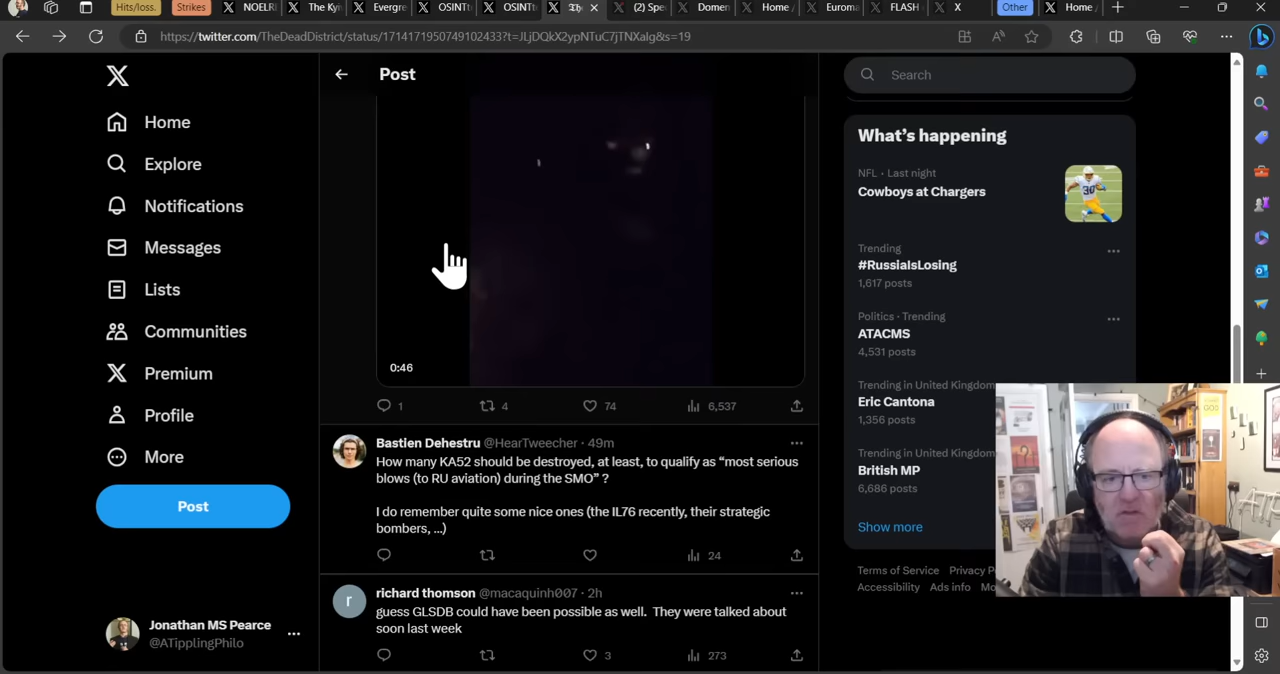 Hits/loss.
Strikes
NOELRI
The Kyiv
Evergre
OSINTt
OSINTt
(2) Spe
Domen
Home /
Eurom
FLASH
X
Other
Home /
https://twitter.com/TheDeadDistrict/status/1714171950749102433?t=JLjDQkX2ypNTuC7jTNXaIg&s=19
Home
Explore
Notifications
Messages
Lists
Communities
Premium
Profile
More
Post
Jonathan MS Pearce
@ATipplingPhilo
Post
0:46
1
4
74
6,537
Bastien Dehestru @HearTweecher · 49m
How many KA52 should be destroyed, at least, to qualify as “most serious
blows (to RU aviation) during the SMO” ?
I do remember quite some nice ones (the IL76 recently, their strategic
bombers, ...)
24
richard thomson @macaquinh007 · 2h
guess GLSDB could have been possible as well. They were talked about
soon last week
3
273
Search
What’s happening
NFL · Last night
Cowboys at Chargers
Trending
#RussiaIsLosing
1,617 posts
Politics · Trending
ATACMS
4,531 posts
Trending in United Kingdom
Eric Cantona
1,356 posts
Trending in United Kingdom
British MP
6,686 posts
Show more
Terms of Service Privacy P
Accessibility Ads info Mo
GOD